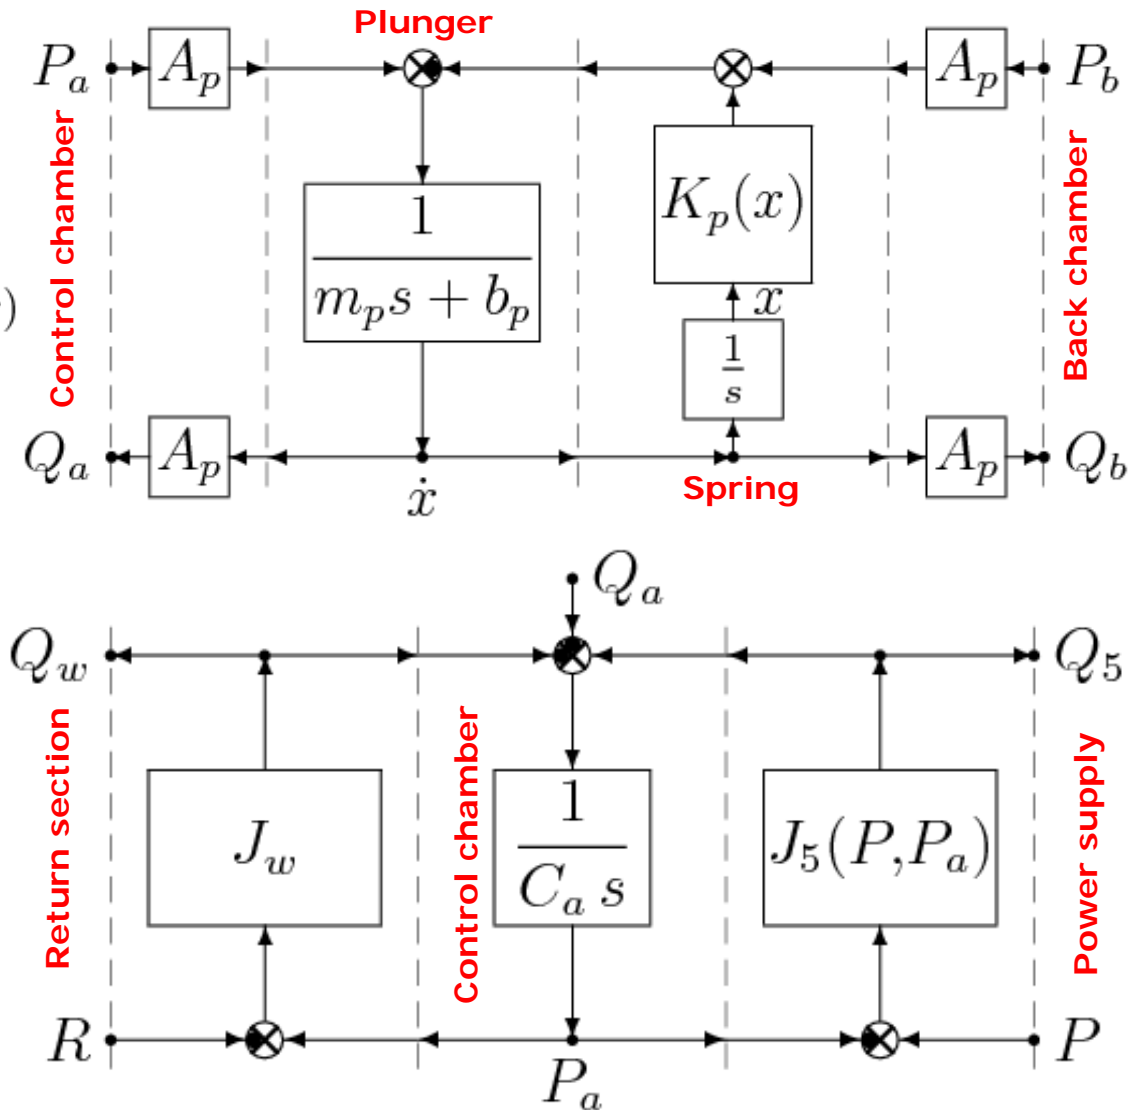 Plunger
P_a
A_p
A_p
P_b
Control chamber
1
m_p s + b_p
K_p(x)
x
1
s
Back chamber
)
Q_a
A_p
ẋ
Spring
A_p
Q_b
Q_a
Q_w
Q_5
Return section
J_w
Control chamber
1
C_a s
J_5(P,P_a)
Power supply
R
P_a
P